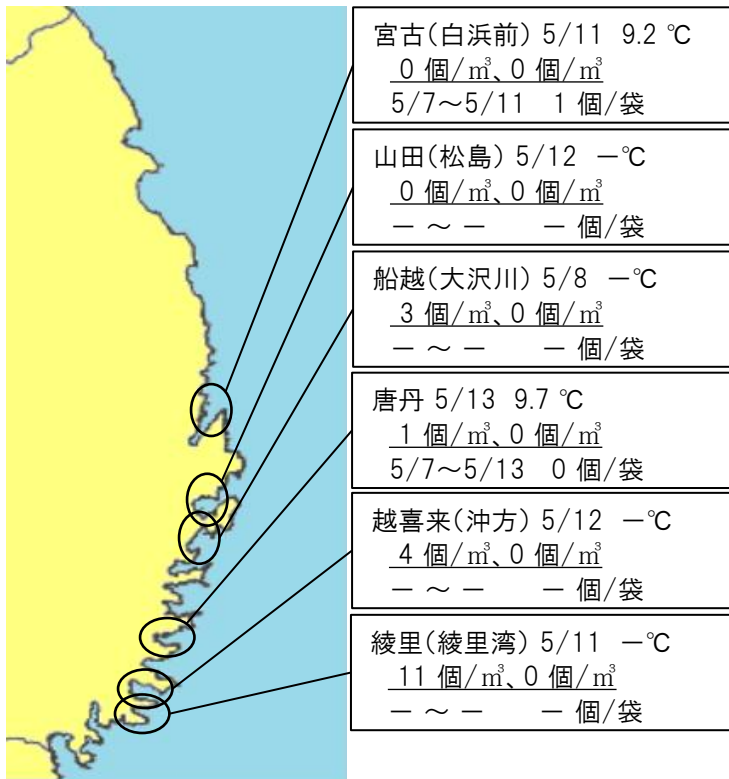 宮古(白浜前) 5/11 9.2 ℃
0 個/㎥、0 個/㎥
5/7～5/11 1 個/袋
山田(松島) 5/12 －℃
0 個/㎥、0 個/㎥
－ ～ － － 個/袋
船越(大沢川) 5/8 －℃
3 個/㎥、0 個/㎥
－ ～ － － 個/袋
唐丹 5/13 9.7 ℃
1 個/㎥、0 個/㎥
5/7～5/13 0 個/袋
越喜来(沖方) 5/12 －℃
4 個/㎥、0 個/㎥
－ ～ － － 個/袋
綾里(綾里湾) 5/11 －℃
11 個/㎥、0 個/㎥
－ ～ － － 個/袋